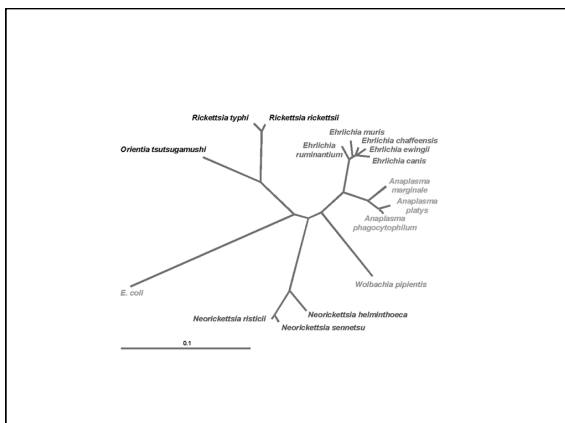 Rickettsia typhi
Rickettsia rickettsii
Orientia tsutsugamushi
Ehrlichia muris
Ehrlichia chaffeensis
Ehrlichia
ruminantium
Ehrlichia ewingii
Ehrlichia canis
Anaplasma
marginale
Anaplasma
platys
Anaplasma
phagocytophilum
Wolbachia pipientis
E. coli
Neorickettsia risticii
Neorickettsia helminthoeca
Neorickettsia sennetsu
0.1